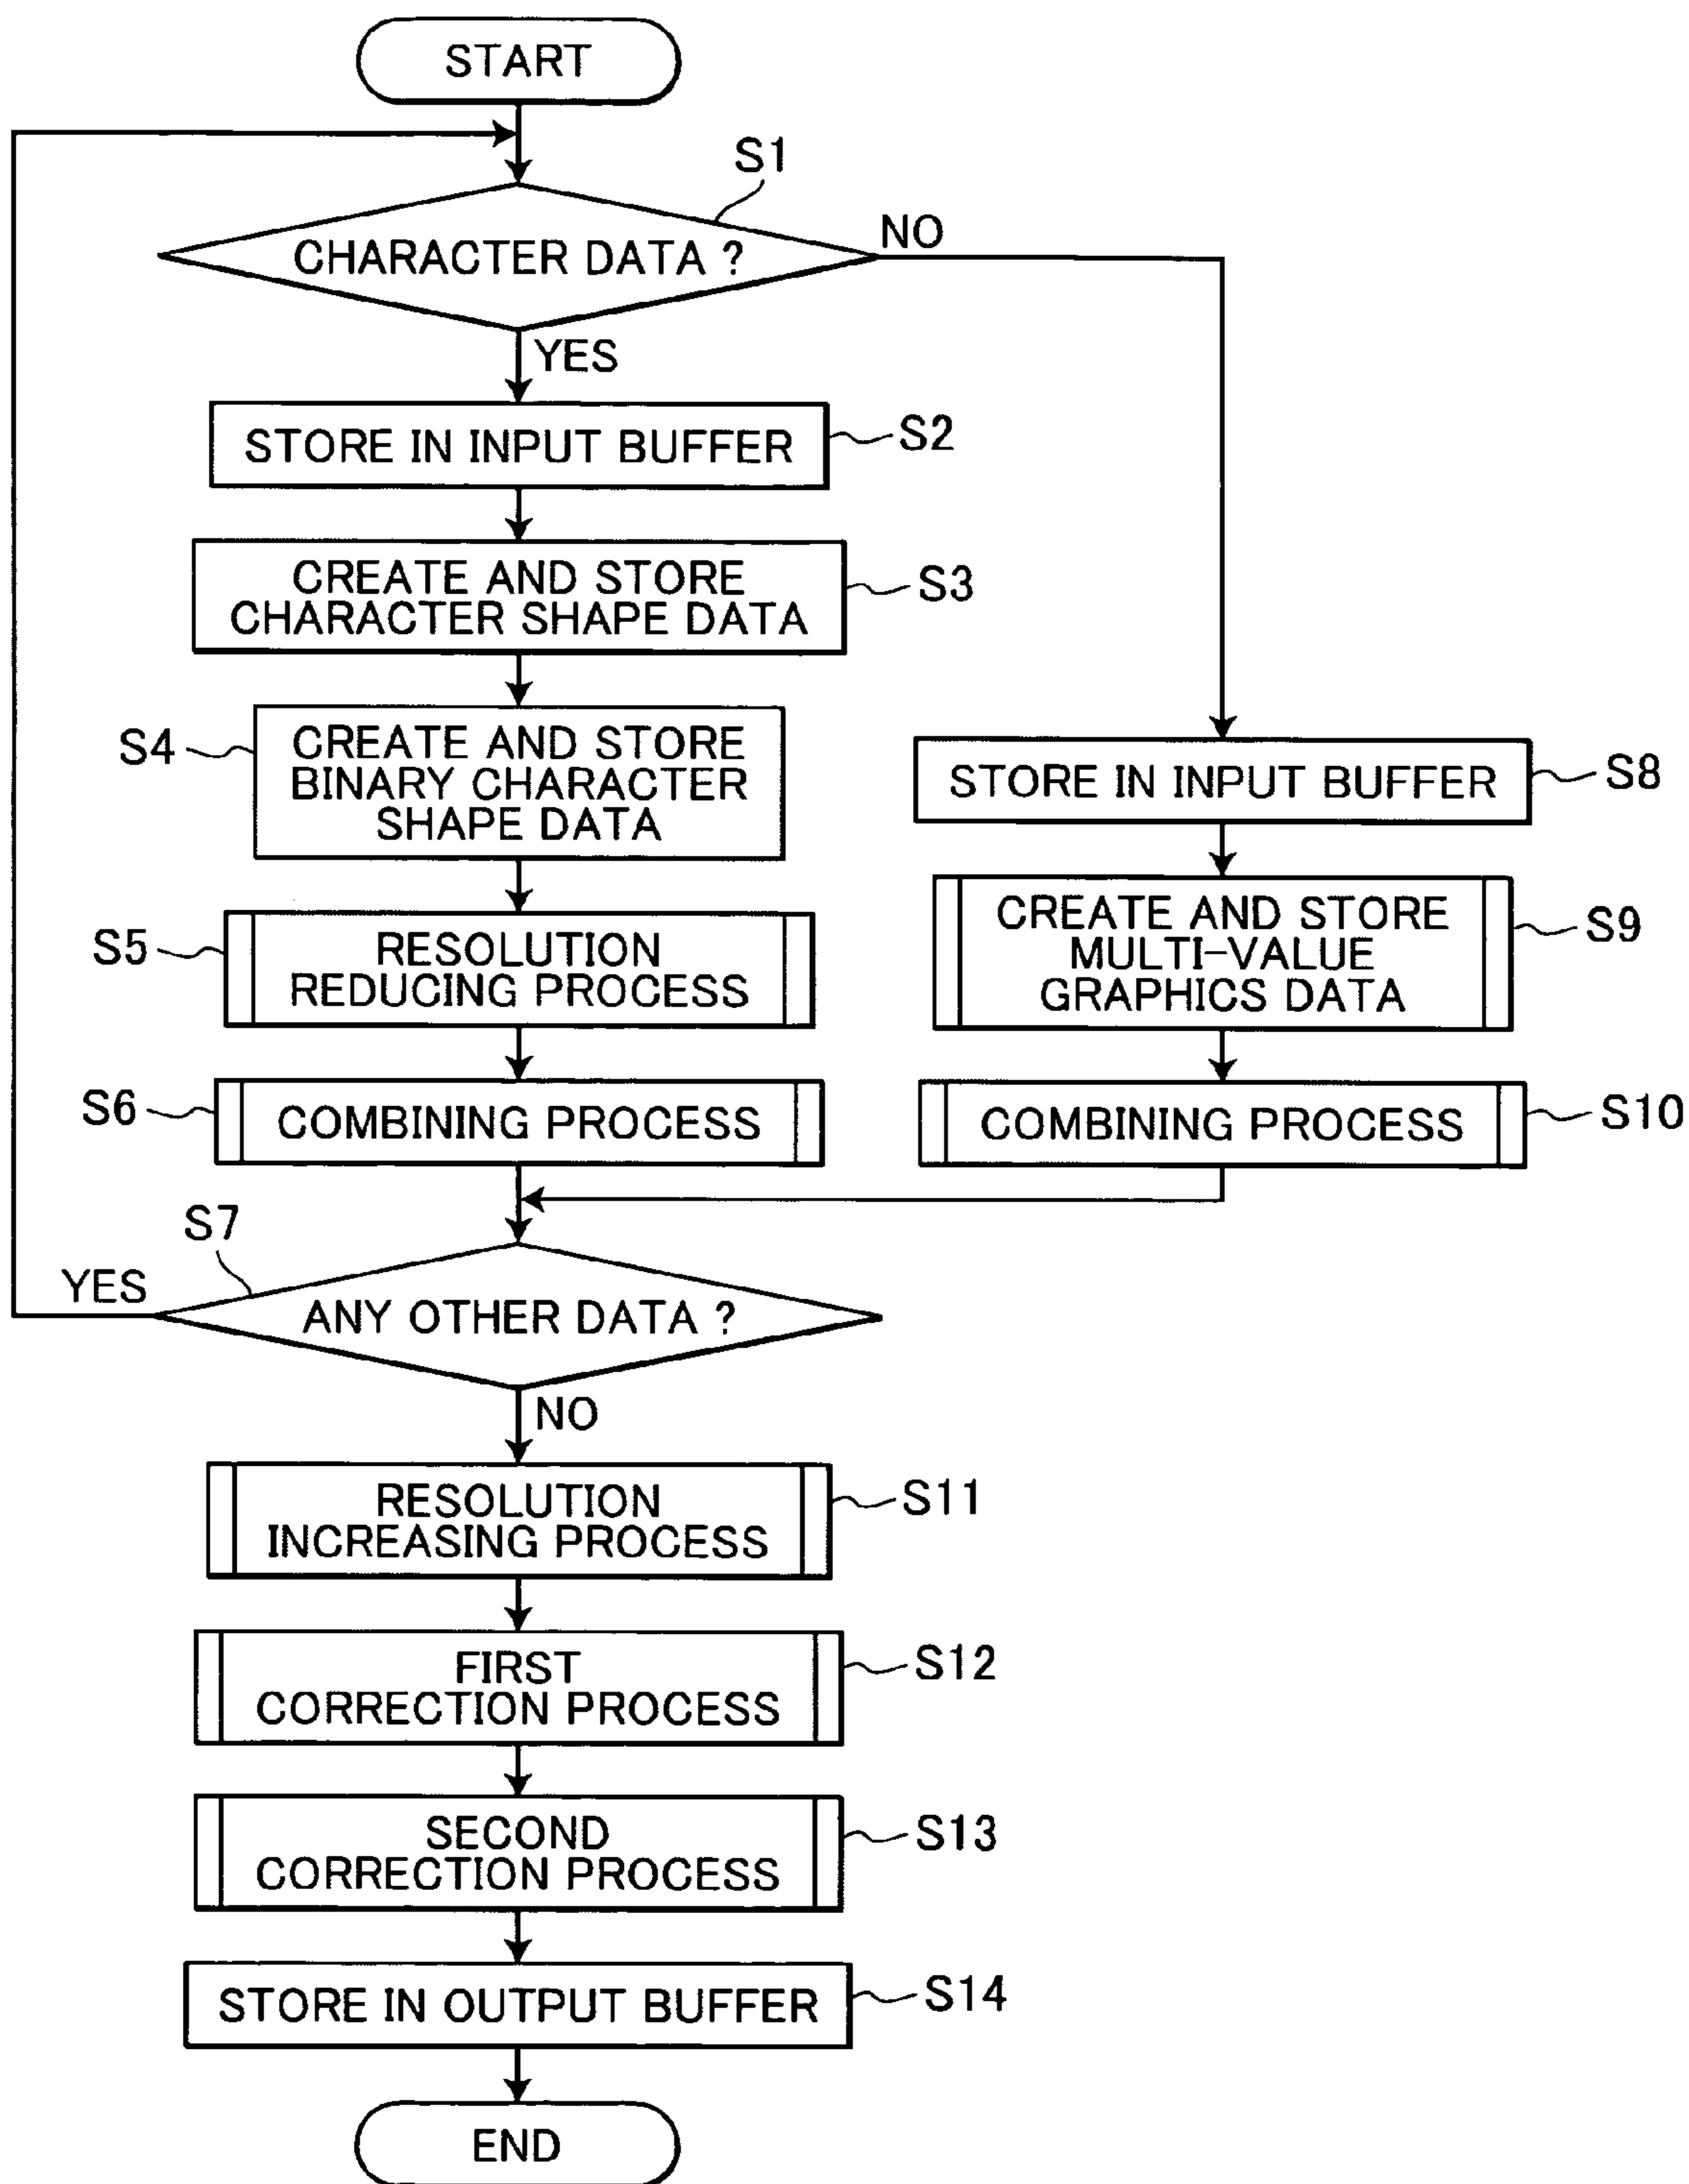 START
S1
CHARACTER DATA ?
NO
YES
STORE IN INPUT BUFFER
S2
CREATE AND STORE
CHARACTER SHAPE DATA
S3
S4
CREATE AND STORE
BINARY CHARACTER
SHAPE DATA
STORE IN INPUT BUFFER
S8
S5
RESOLUTION
REDUCING PROCESS
CREATE AND STORE
MULTI-VALUE
GRAPHICS DATA
S9
S6
COMBINING PROCESS
COMBINING PROCESS
S10
S7
YES
ANY OTHER DATA ?
NO
RESOLUTION
INCREASING PROCESS
S11
FIRST
CORRECTION PROCESS
S12
SECOND
CORRECTION PROCESS
S13
STORE IN OUTPUT BUFFER
S14
END